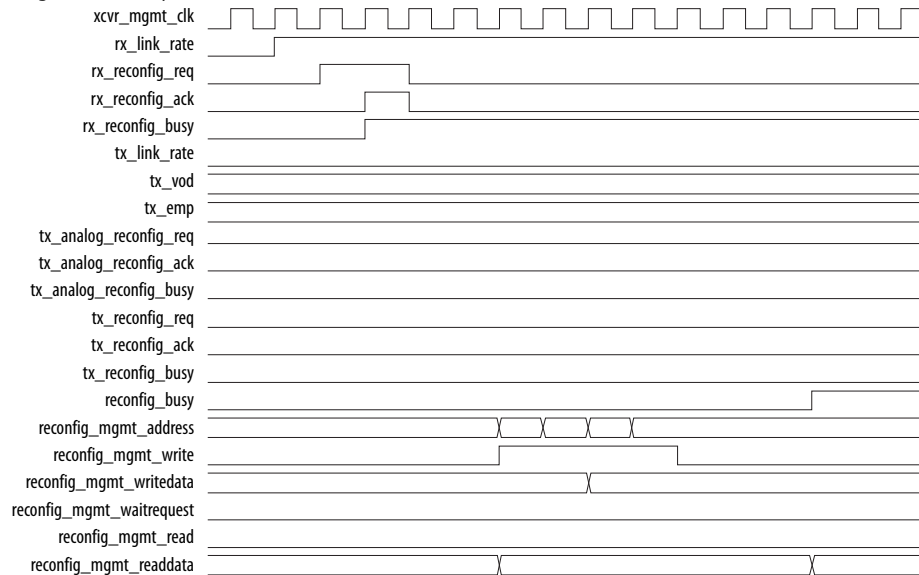 xcvr_mgmt_clk
rx_link_rate
rx_reconfig_req
rx_reconfig_ack
rx_reconfig_busy
tx_link_rate
tx_vod
tx_emp
tx_analog_reconfig_req
tx_analog_reconfig_ack
tx_analog_reconfig_busy
tx_reconfig_req
tx_reconfig_ack
tx_reconfig_busy
reconfig_busy
reconfig_mgmt_address
reconfig_mgmt_write
reconfig_mgmt_writedata
reconfig_mgmt_waitrequest
reconfig_mgmt_read
reconfig_mgmt_readdata